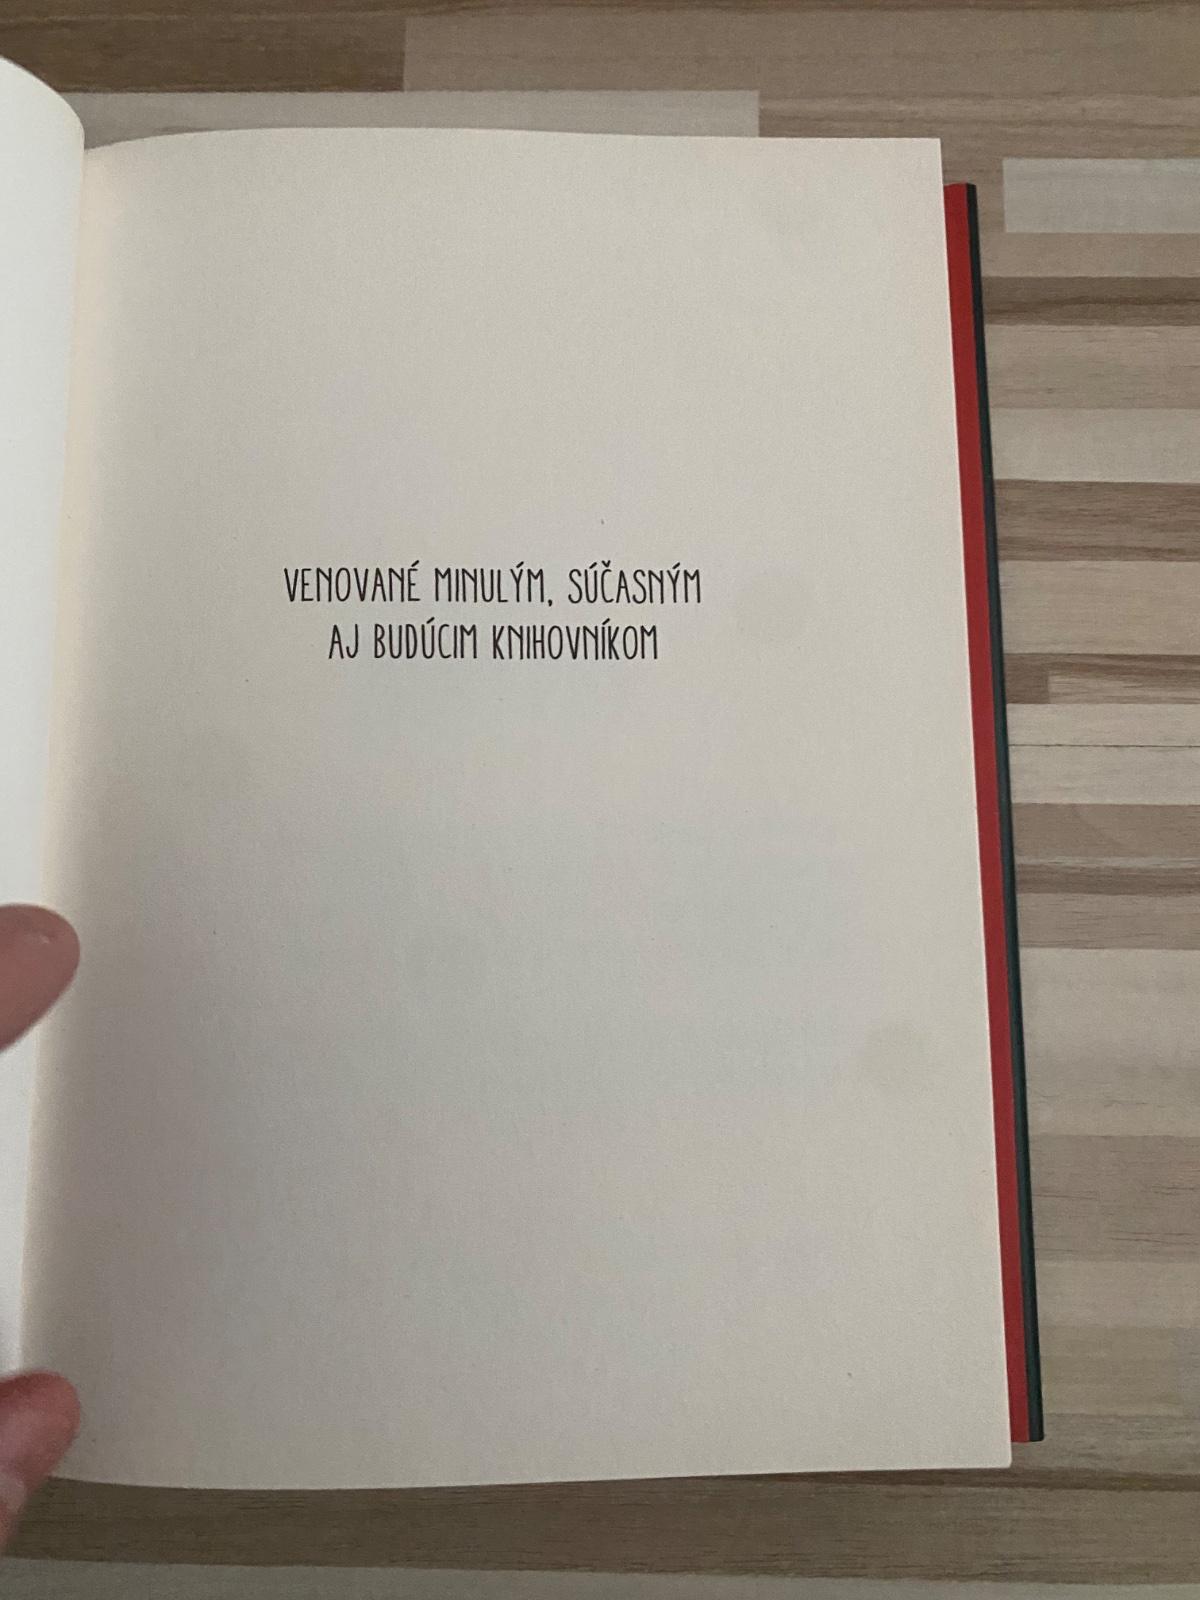 VENOVANÉ MINULÝM, SÚČASNÝM
AJ BUDÚCIM KNIHOVNÍKOM